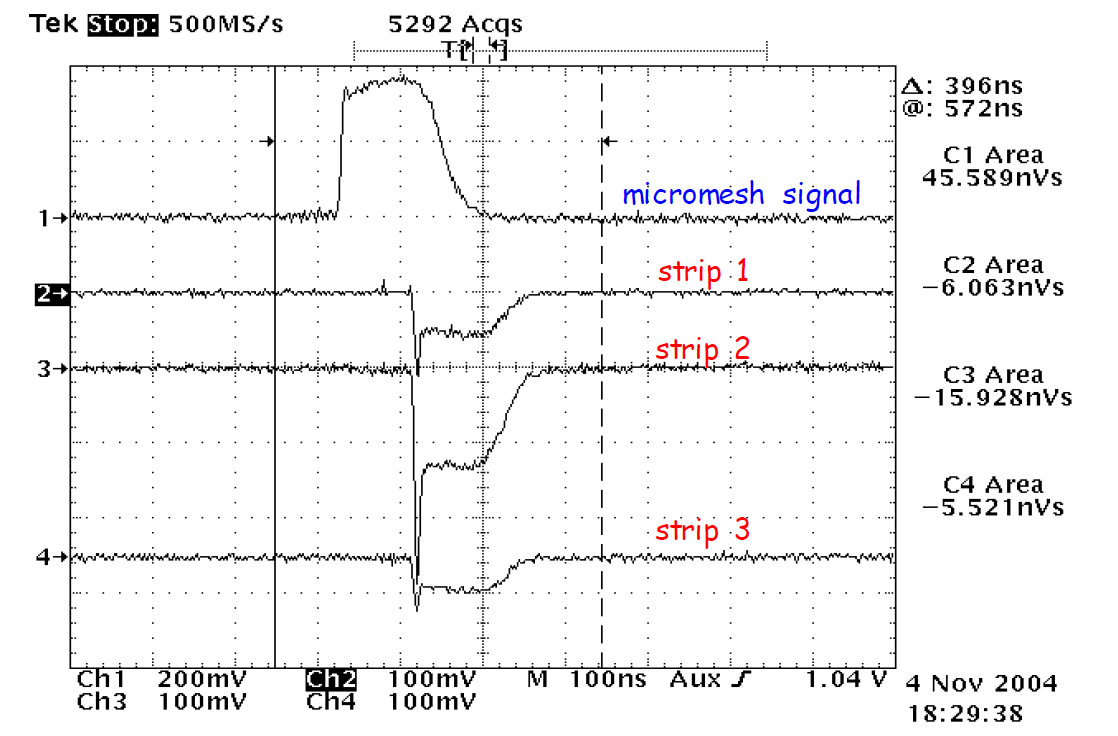 Tek Stop: 500MS/s 5292 Acqs
T[ ]
Δ: 396ns
@: 572ns
C1 Area
45.589nVs
1→
micromesh signal
strip 1
C2 Area
−6.063nVs
2→
strip 2
3→
C3 Area
−15.928nVs
C4 Area
−5.521nVs
strip 3
4→
Ch1 200mV Ch2 100mV M 100ns Aux ʃ 1.04 V
Ch3 100mV Ch4 100mV
4 Nov 2004
18:29:38